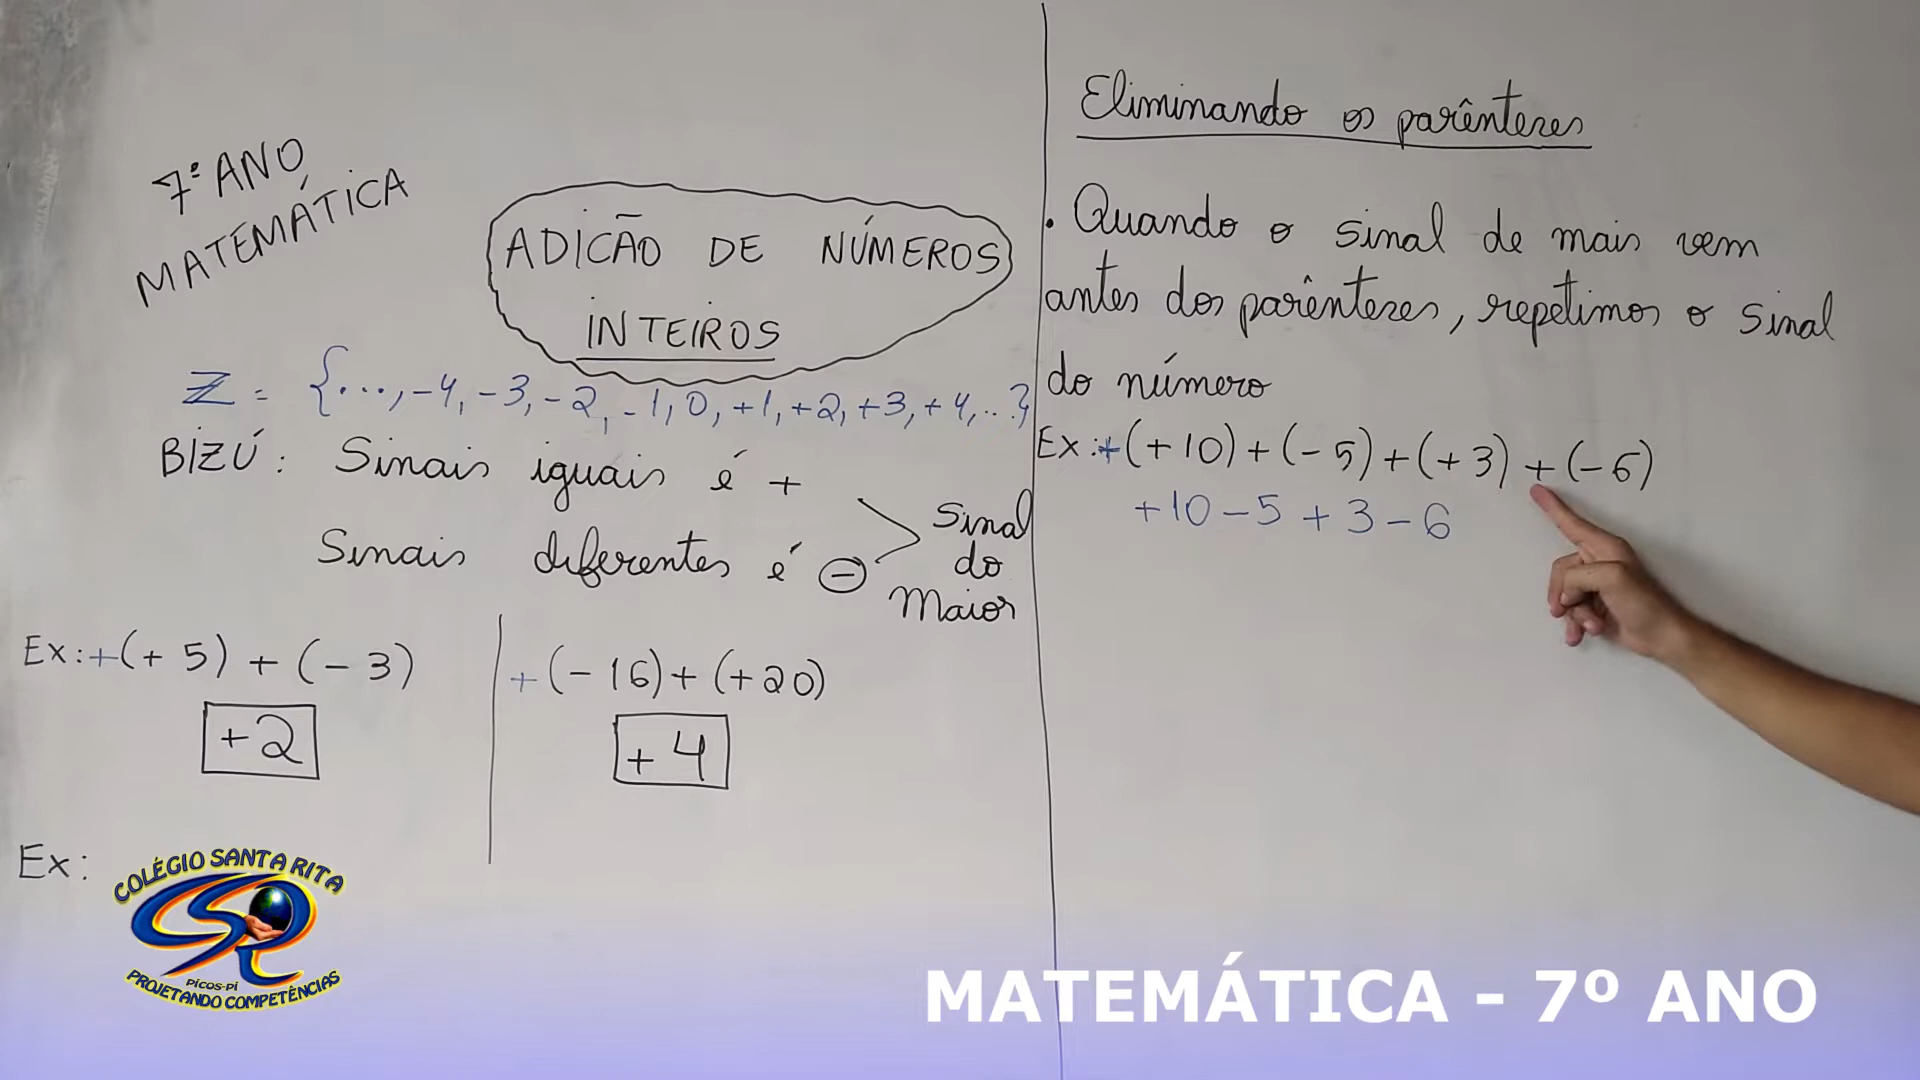 7º ANO
MATEMÁTICA
ADICÃO DE NÚMEROS
INTEIROS
Z = {..., -4, -3, -2, -1, 0, +1, +2, +3, +4, ...}
BIZÚ: Sinais iguais é +
Sinais diferentes é ⊖
Sinal
do
Maior
Ex: +(+ 5) + (- 3)
+2
+(- 16) + (+20)
+ 4
Ex:
Eliminando os parênteses
. Quando o sinal de mais vem
antes dos parênteses, repetimos o sinal
do número
Ex: +(+10) + (- 5) + (+3) + (- 6)
+10 - 5 + 3 - 6
COLÉGIO SANTA RITA
PICOS-PI
PROJETANDO COMPETÊNCIAS
MATEMÁTICA - 7º ANO